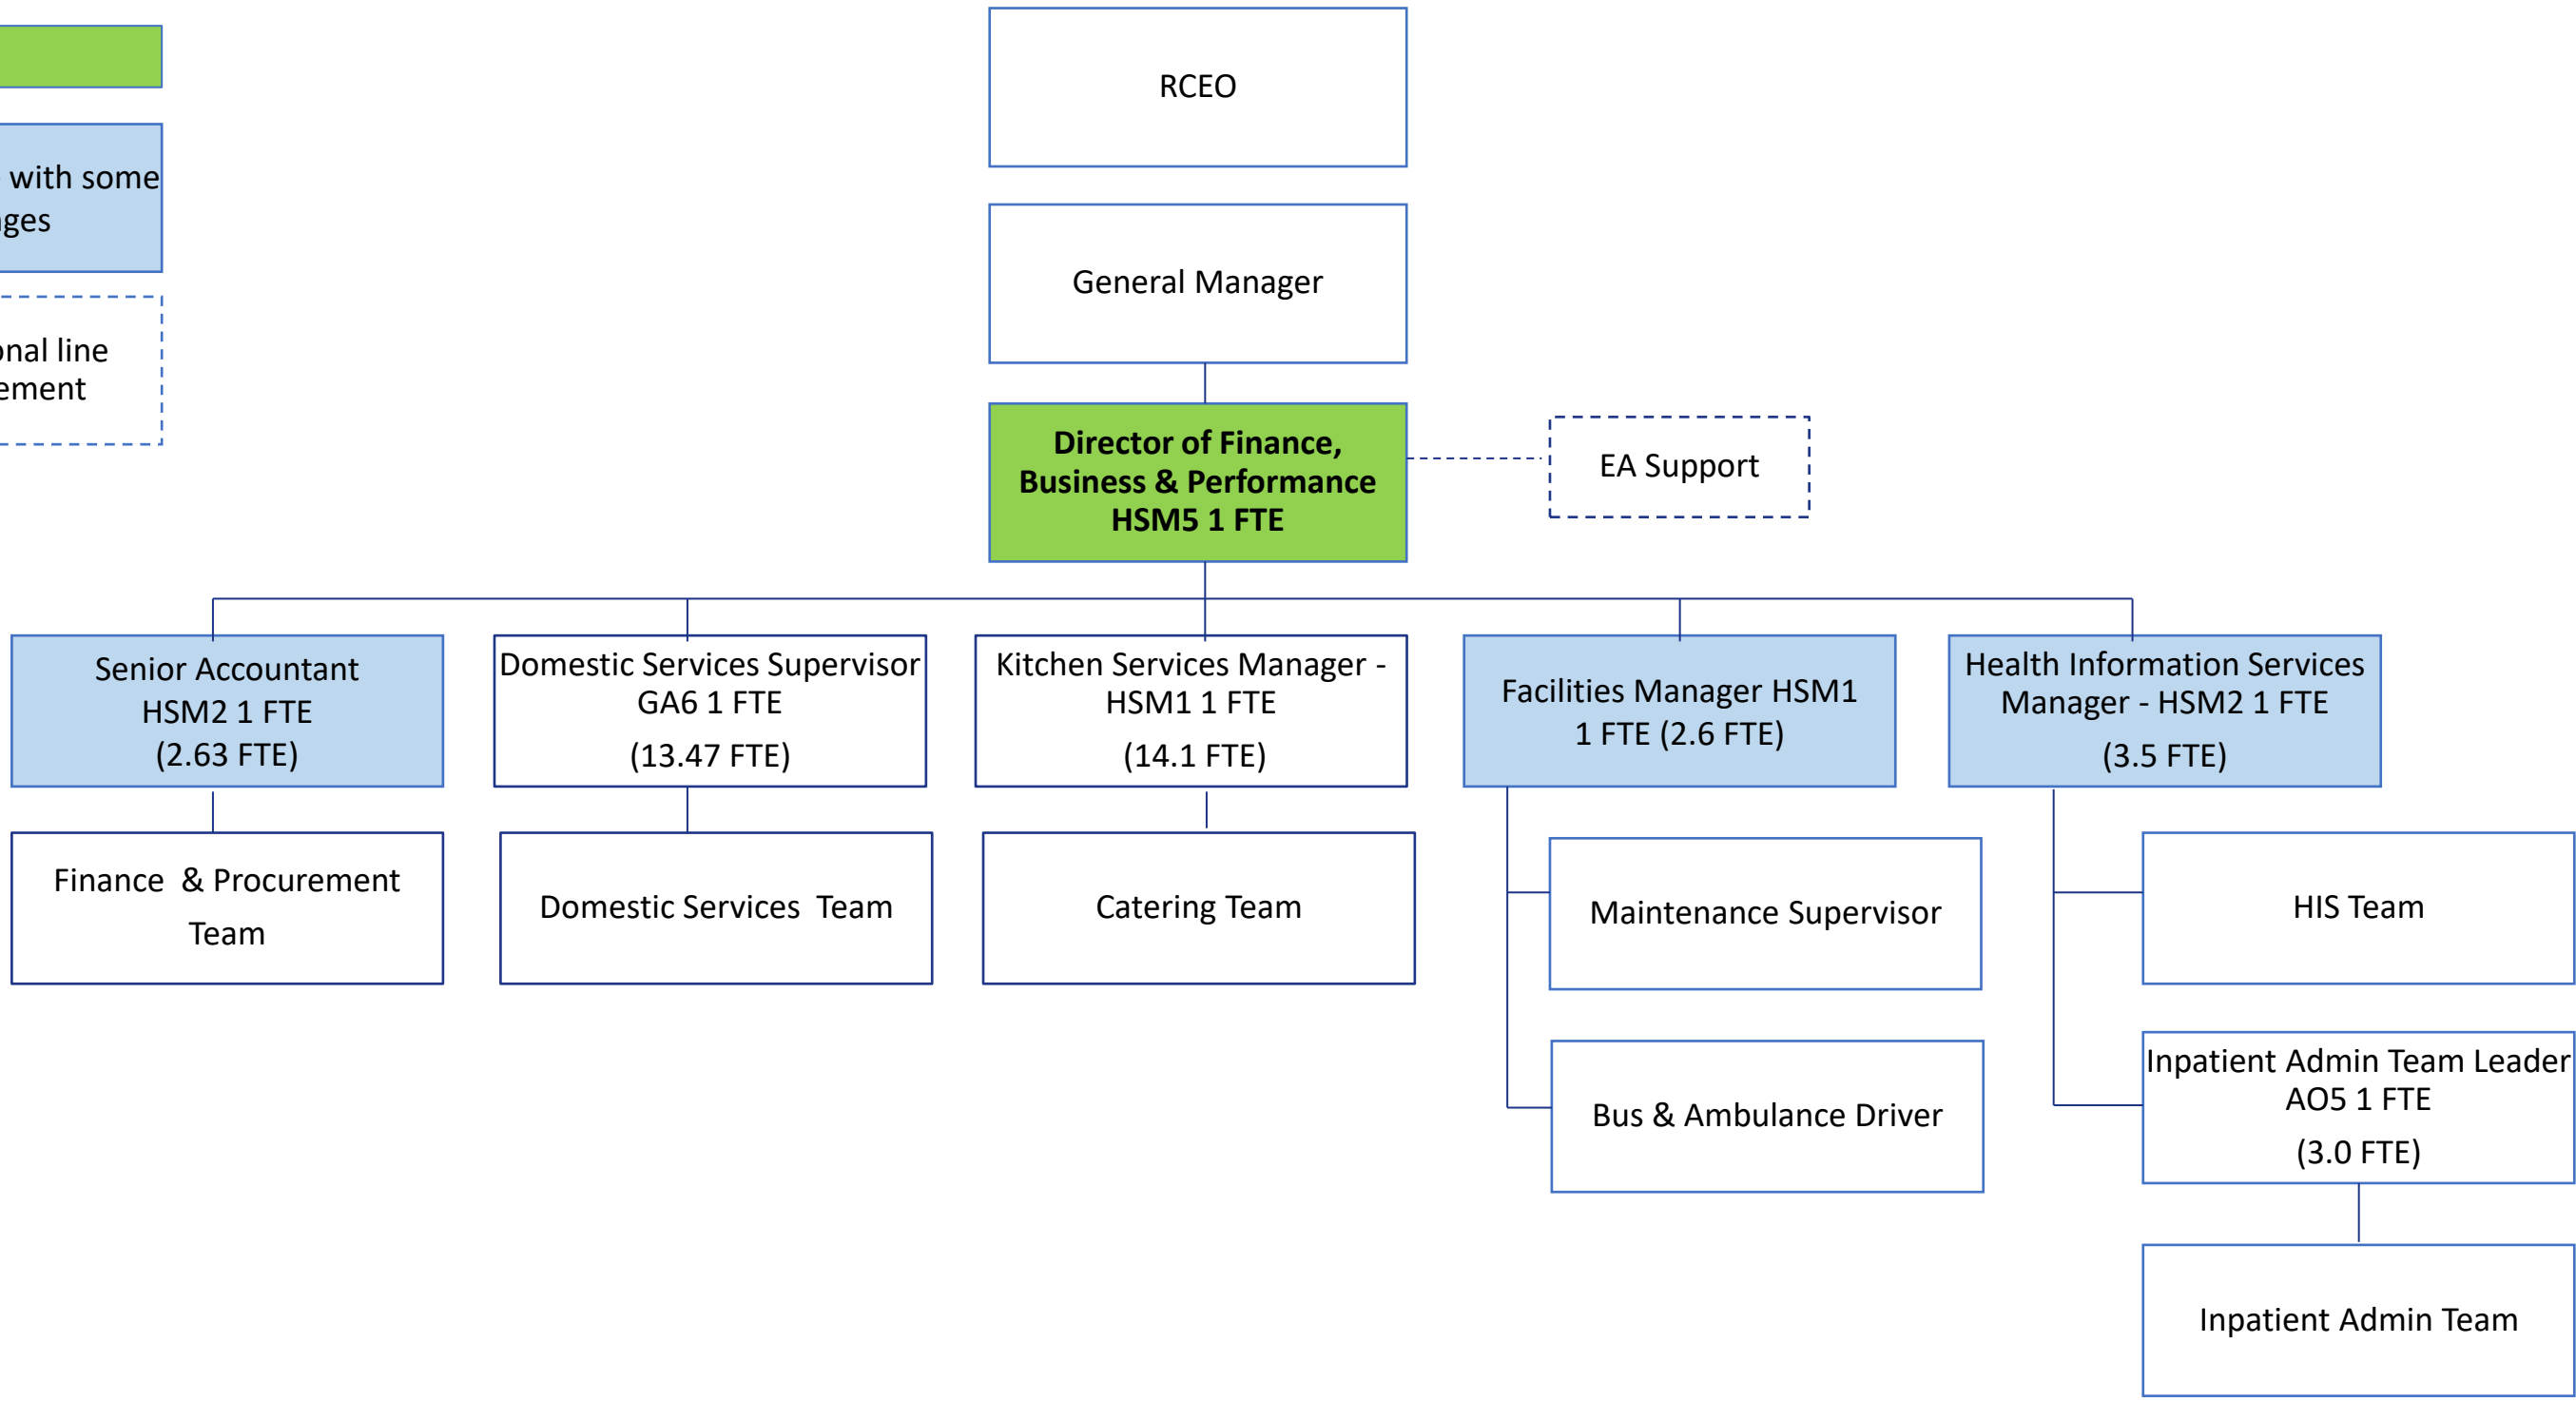 RCEO
with some
General Manager
line
Director of Finance,
Business & Performance
HSM5 1 FTE
EA Support
Senior Accountant
HSM2 1 FTE
(2.63 FTE)
Domestic Services Supervisor
GA6 1 FTE
(13.47 FTE)
Kitchen Services Manager -
HSM1 1 FTE
(14.1 FTE)
Facilities Manager HSM1
1 FTE (2.6 FTE)
Health Information Services
Manager - HSM2 1 FTE
(3.5 FTE)
Finance & Procurement
Team
Domestic Services Team
Catering Team
Maintenance Supervisor
HIS Team
Bus & Ambulance Driver
Inpatient Admin Team Leader
AO5 1 FTE
(3.0 FTE)
Inpatient Admin Team